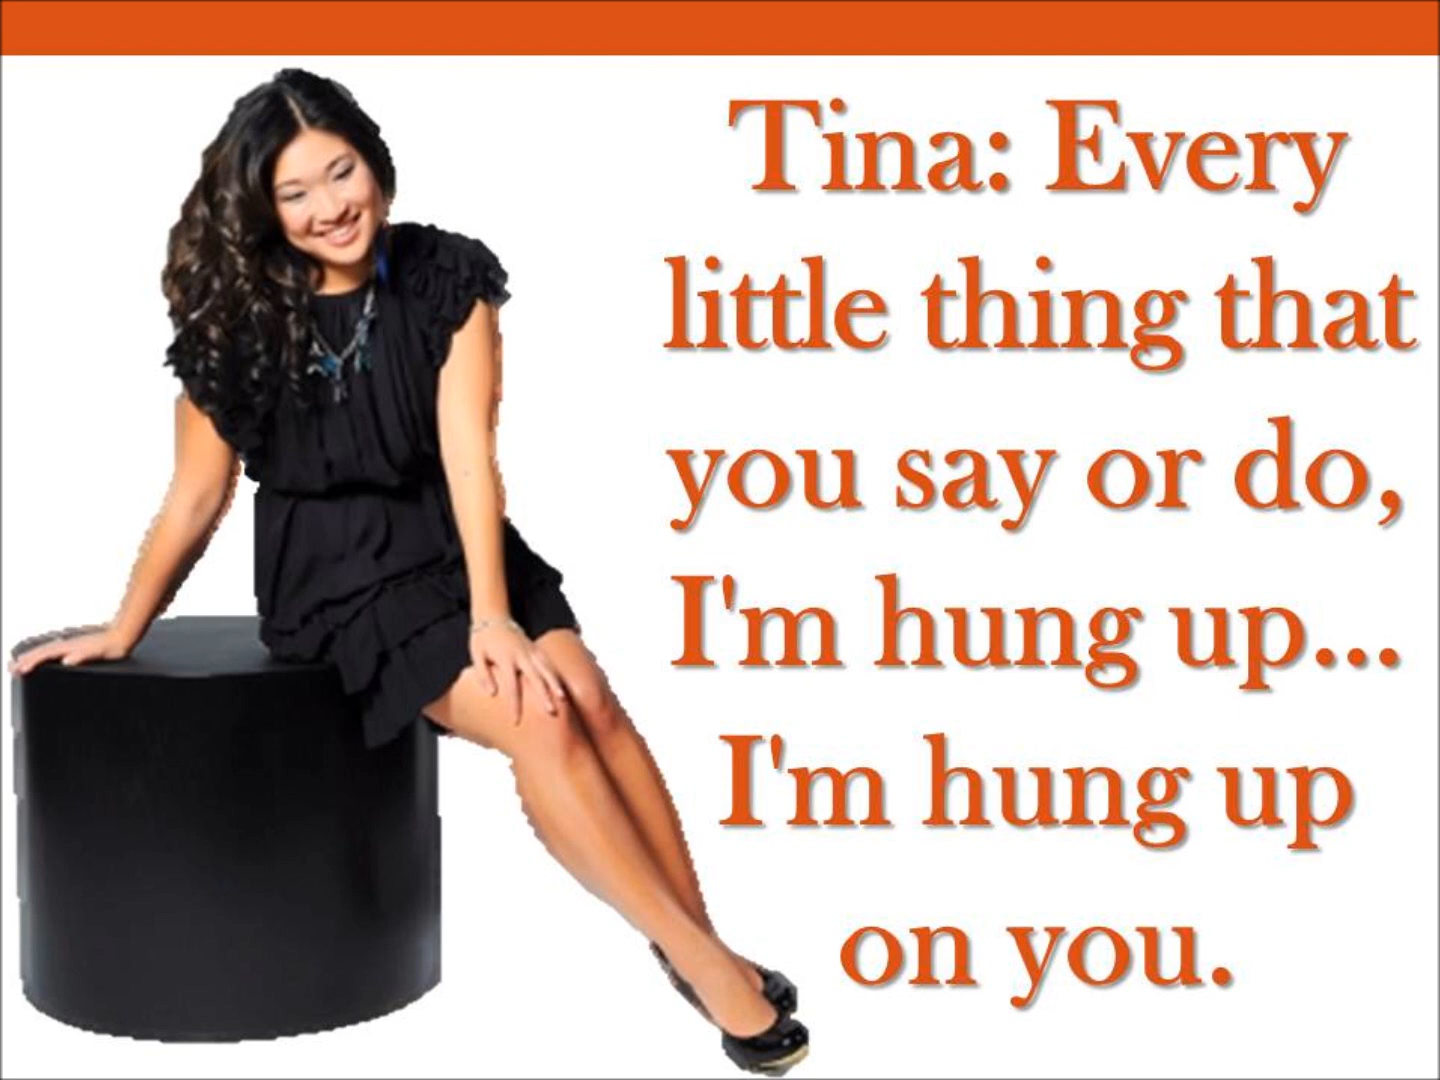 Tina: Every
little thing that
you say or do,
I'm hung up...
I'm hung up
on you.